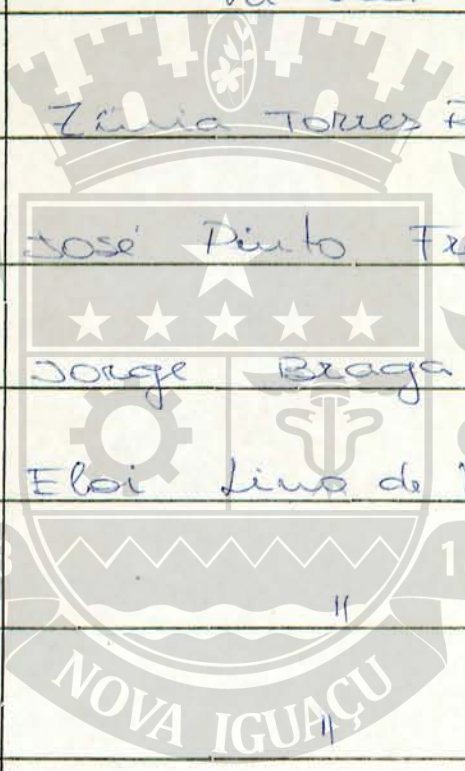 Torres
José Pinto
Jorge Braga
Eloi Lino de
"
"
NOVA IGUAÇU